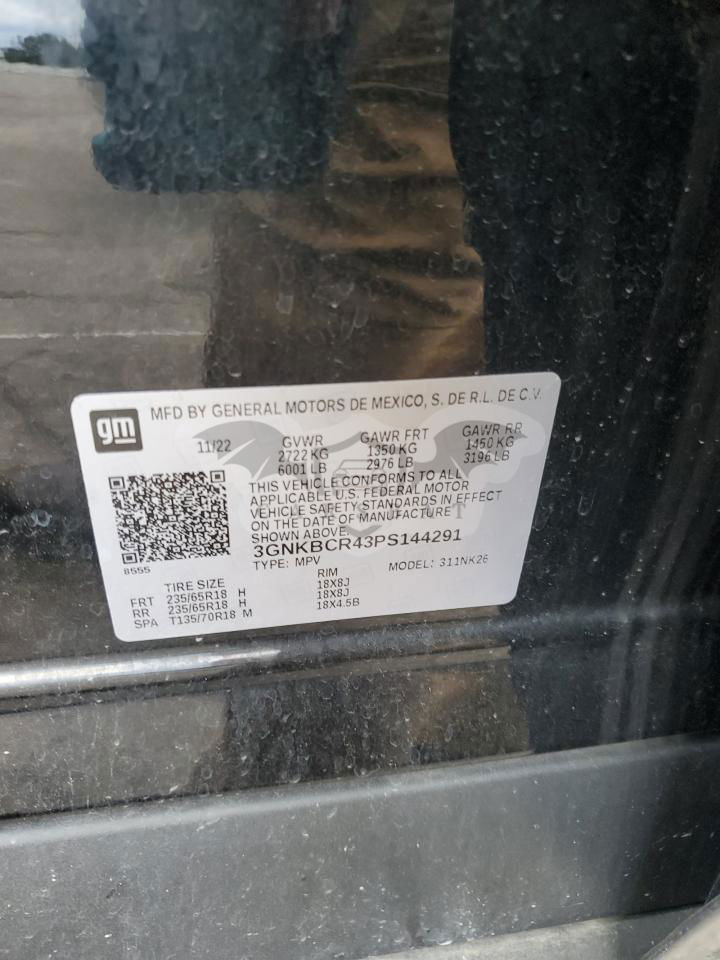 gm MFD BY GENERAL MOTORS DE MEXICO, S. DE R.L. DE C.V.
11/22 GVWR GAWR FRT GAWR RR
2722 KG 1350 KG 1450 KG
6001 LB 2976 LB 3196 LB
THIS VEHICLE CONFORMS TO ALL
APPLICABLE U.S. FEDERAL MOTOR
VEHICLE SAFETY STANDARDS IN EFFECT
ON THE DATE OF MANUFACTURE
SHOWN ABOVE.
3GNKBCR43PS144291
8555 TYPE: MPV MODEL: 311NK26
TIRE SIZE RIM
FRT 235/65R18 H 18X8J
RR 235/65R18 H 18X8J
SPA T135/70R18 M 18X4.5B